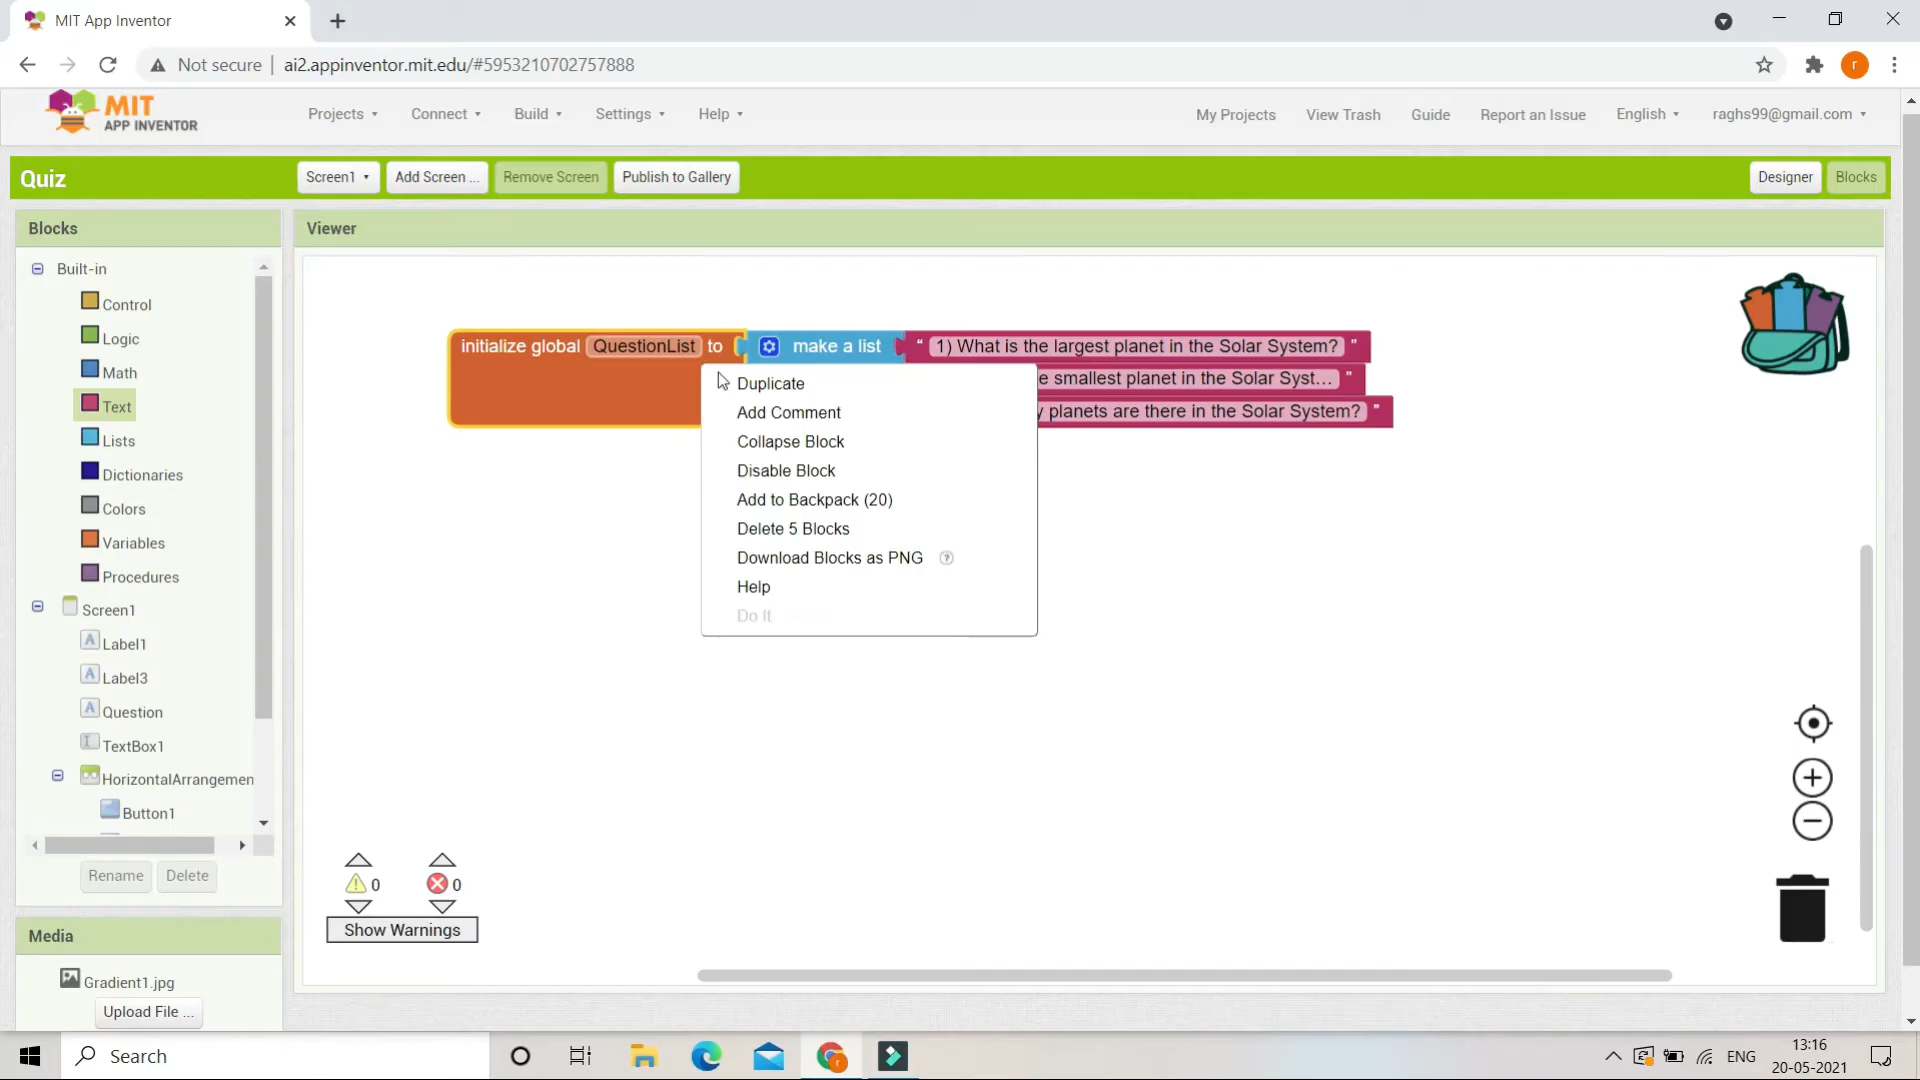 MIT App Inventor
Not secure | ai2.appinventor.mit.edu/#5953210702757888
r
MIT
APP INVENTOR
Projects
Connect
Build
Settings
Help
My Projects
View Trash
Guide
Report an Issue
English
raghs99@gmail.com
Quiz
Screen1
Add Screen ...
Remove Screen
Publish to Gallery
Designer
Blocks
Blocks
Built-in
Control
Logic
Math
Text
Lists
Dictionaries
Colors
Variables
Procedures
Screen1
A Label1
A Label3
A Question
TextBox1
HorizontalArrangemen
Button1
Rename
Delete
Media
Gradient1.jpg
Upload File ...
Viewer
initialize global QuestionList to make a list " 1) What is the largest planet in the Solar System? "
e smallest planet in the Solar Syst... "
y planets are there in the Solar System? "
Duplicate
Add Comment
Collapse Block
Disable Block
Add to Backpack (20)
Delete 5 Blocks
Download Blocks as PNG ?
Help
Do It
0 0
Show Warnings
Search
ENG
13:16
20-05-2021